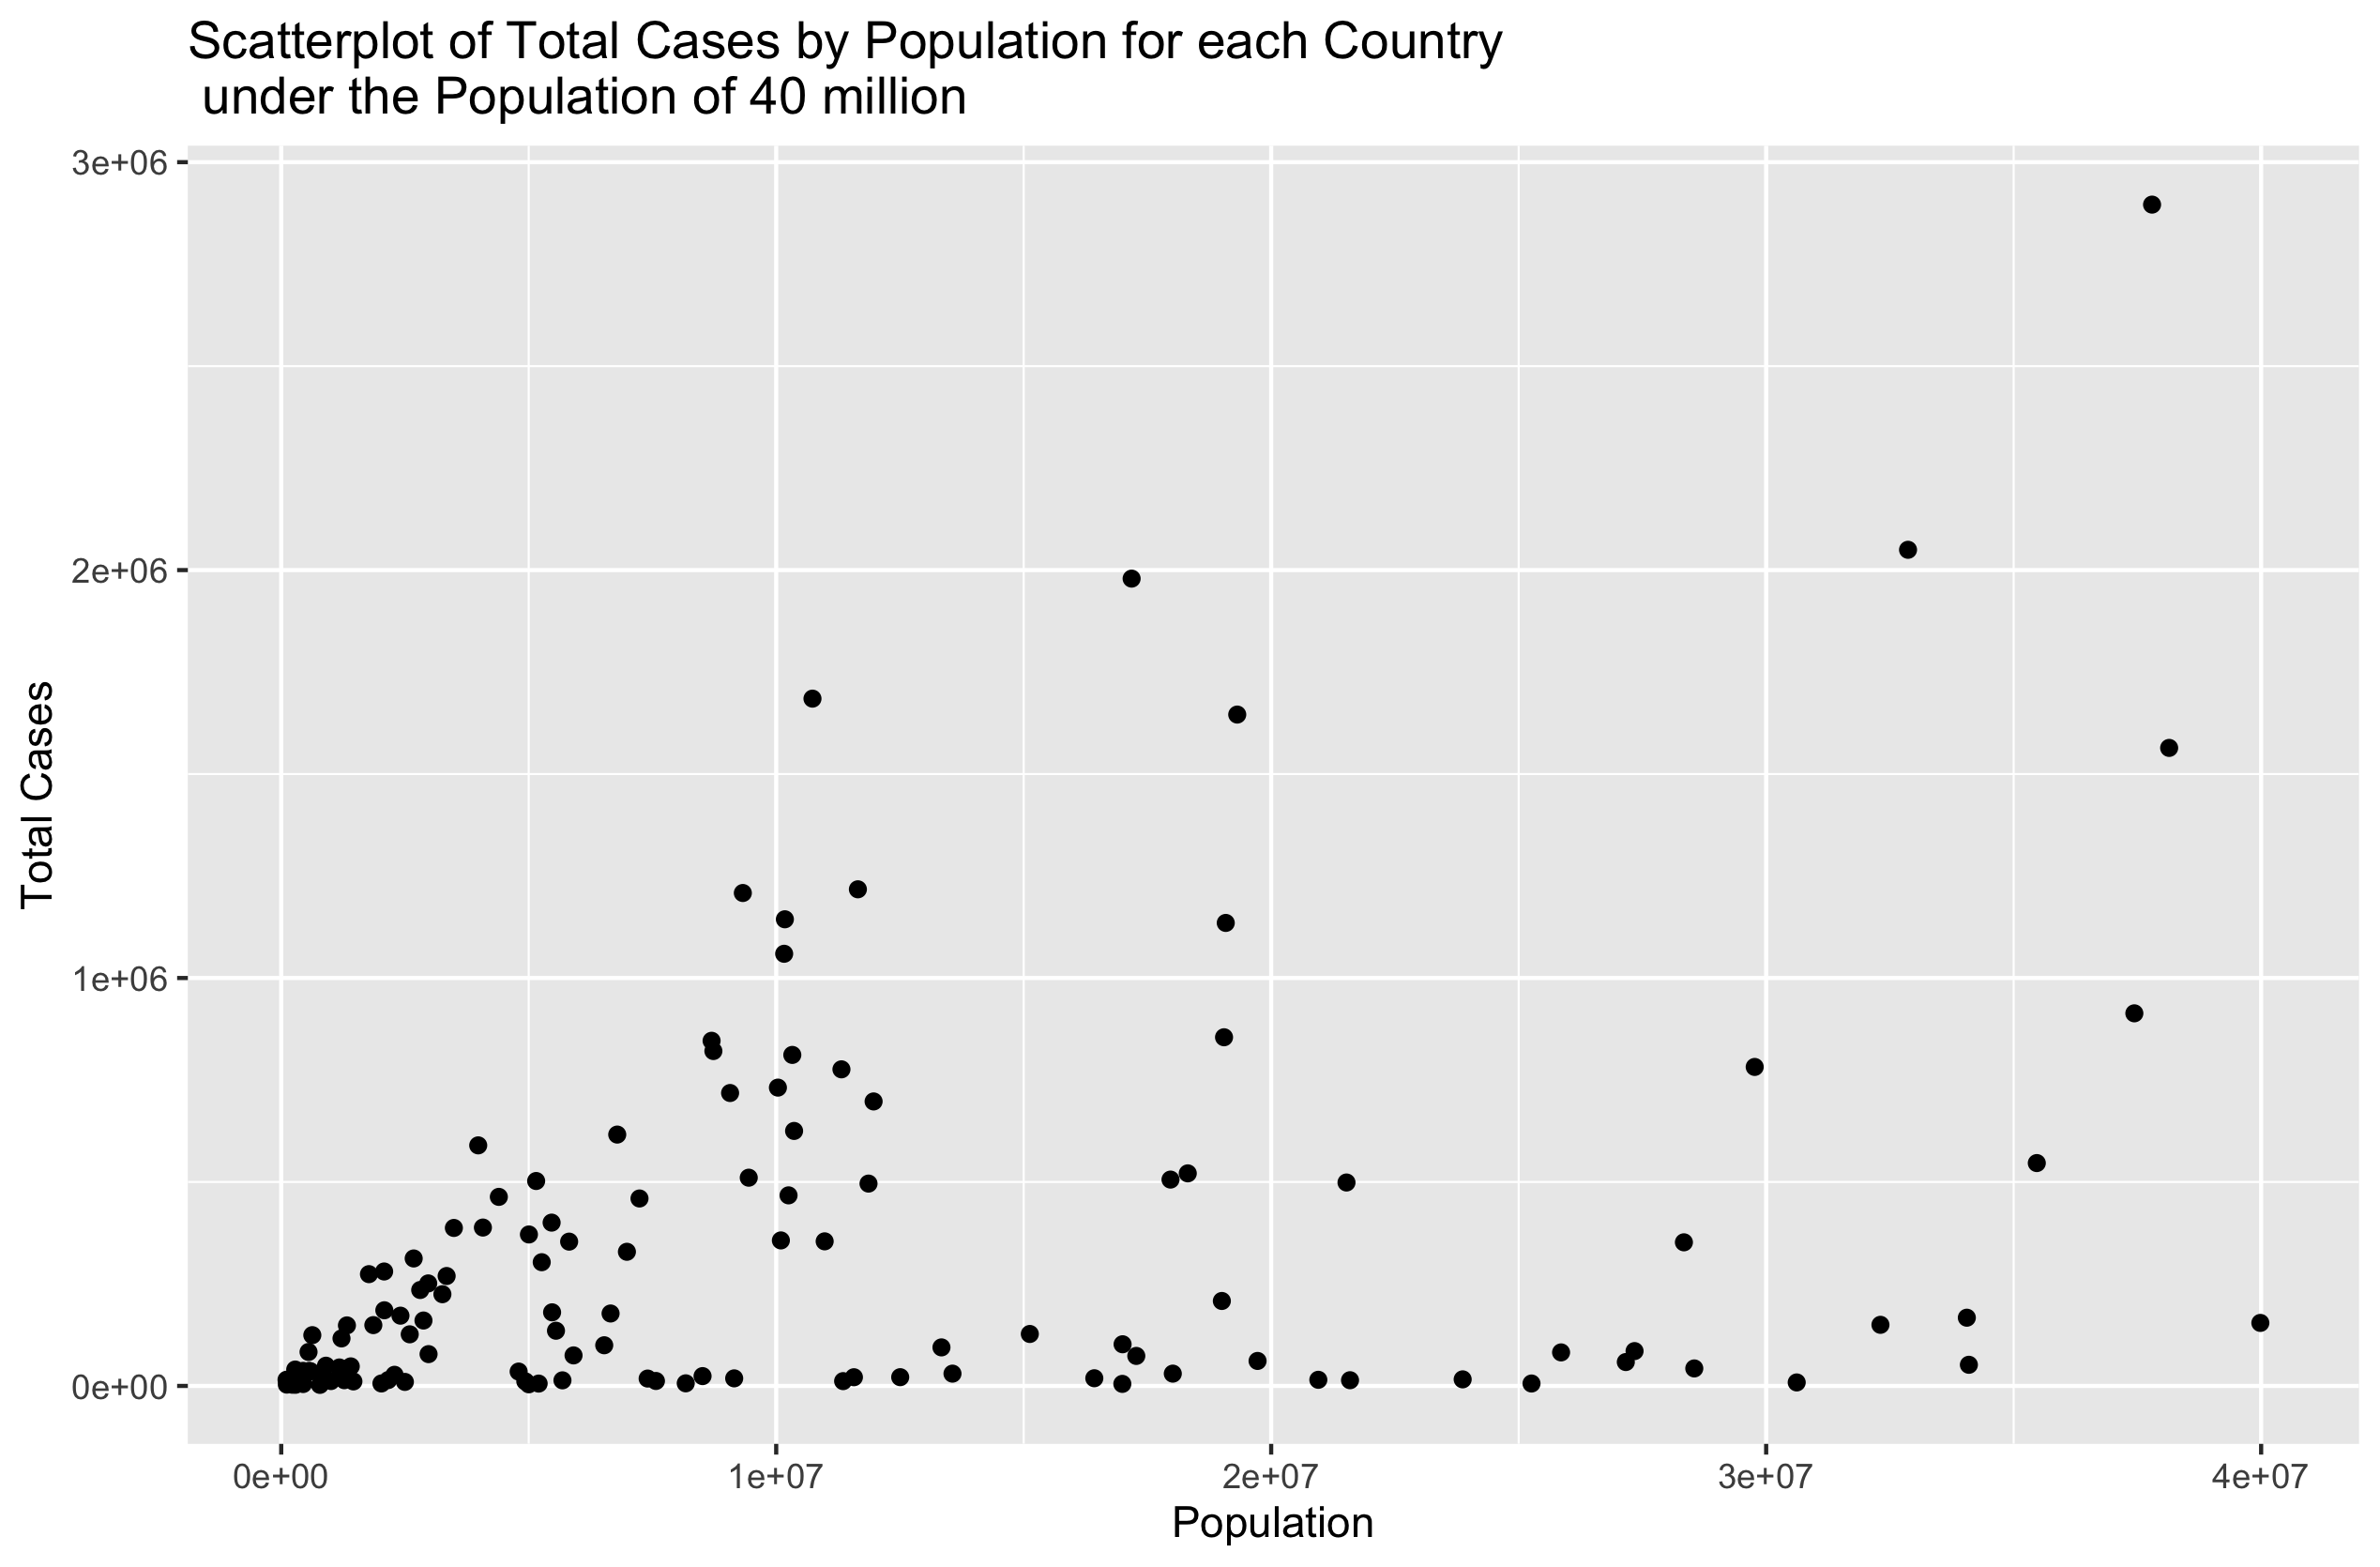 Scatterplot of Total Cases by Population for each Country
under the Population of 40 million
3e+06
2e+06
1e+06
0e+00
Total Cases
0e+00 1e+07 2e+07 3e+07 4e+07
Population